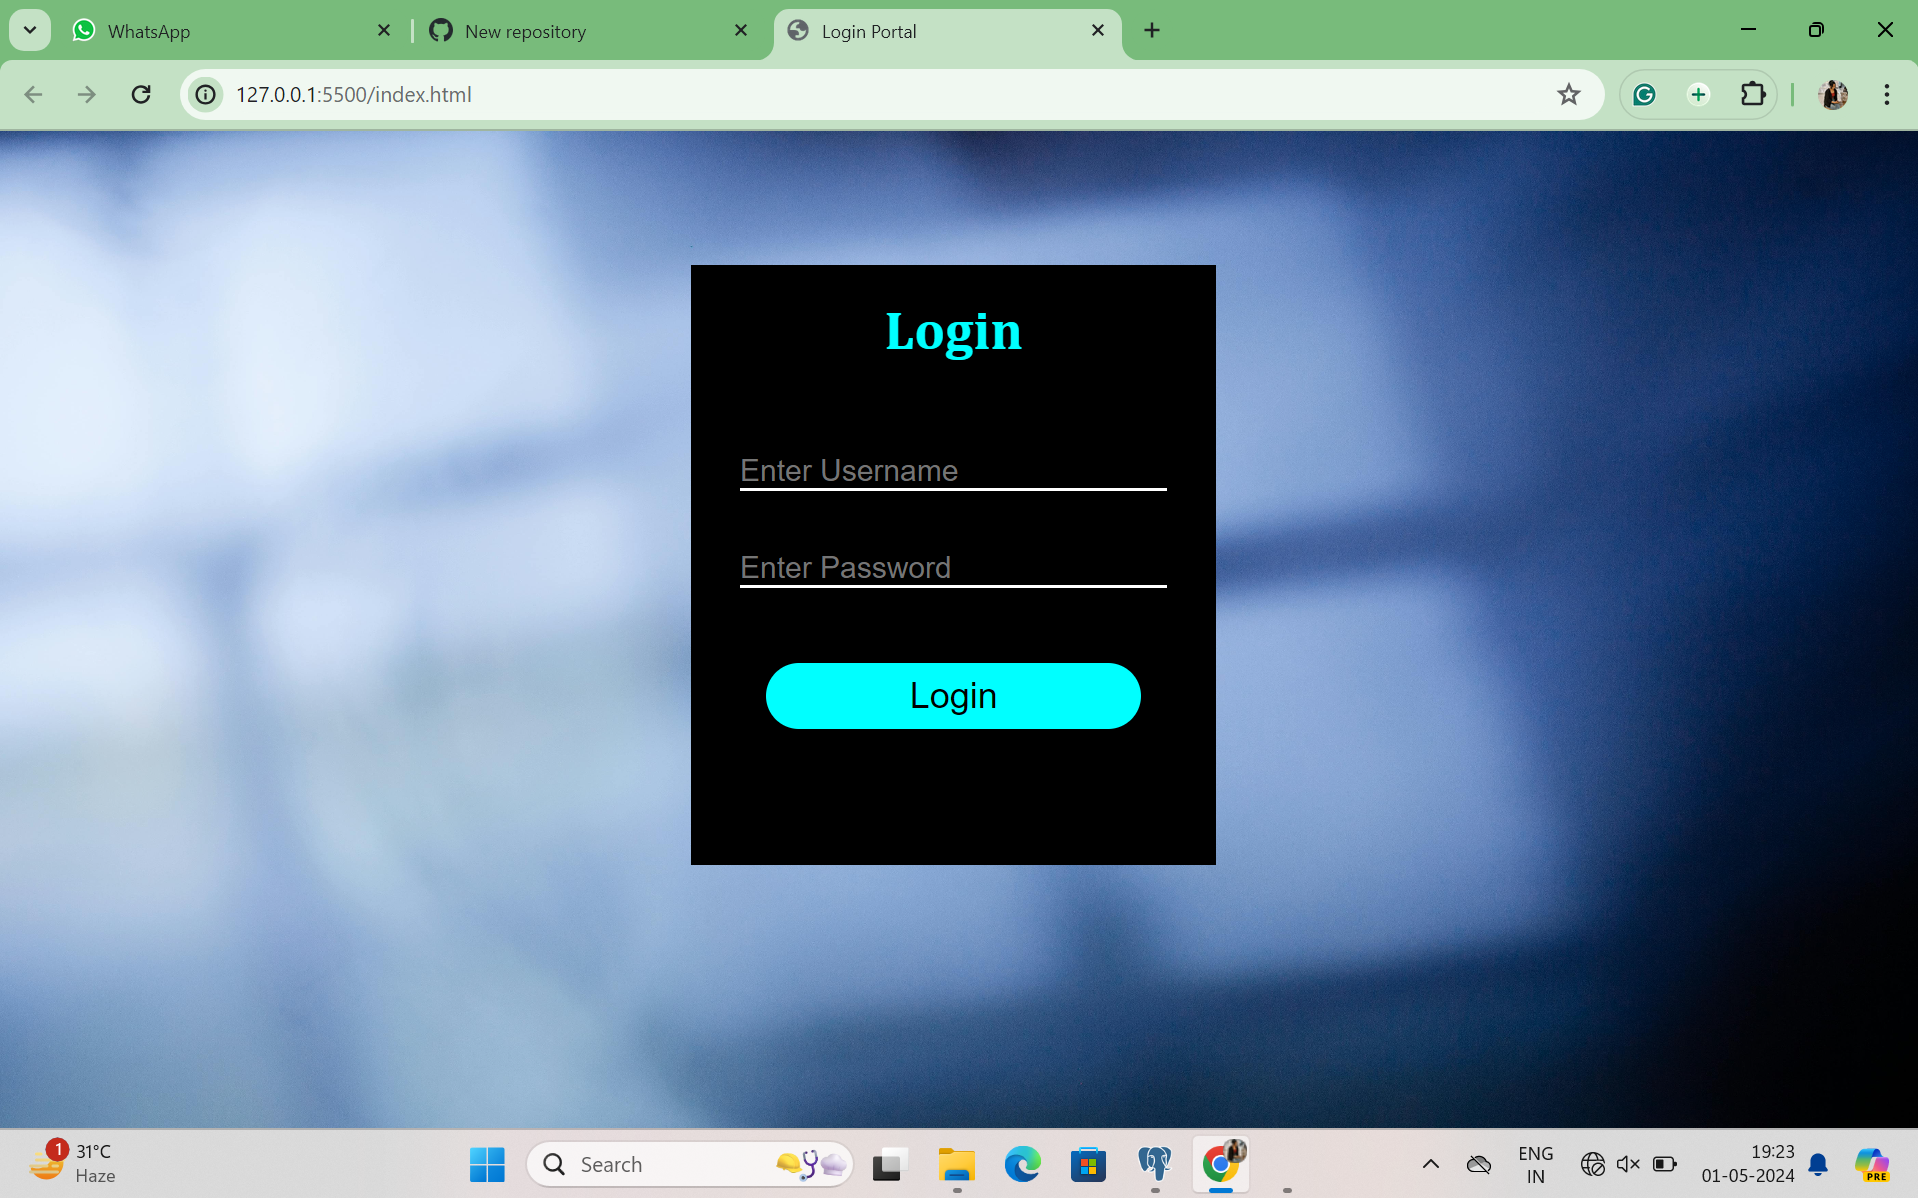 WhatsApp
New repository
Login Portal
127.0.0.1:5500/index.html
Login
Enter Username
Enter Password
Login
1
31°C
Haze
Search
ENG
IN
19:23
01-05-2024
PRE